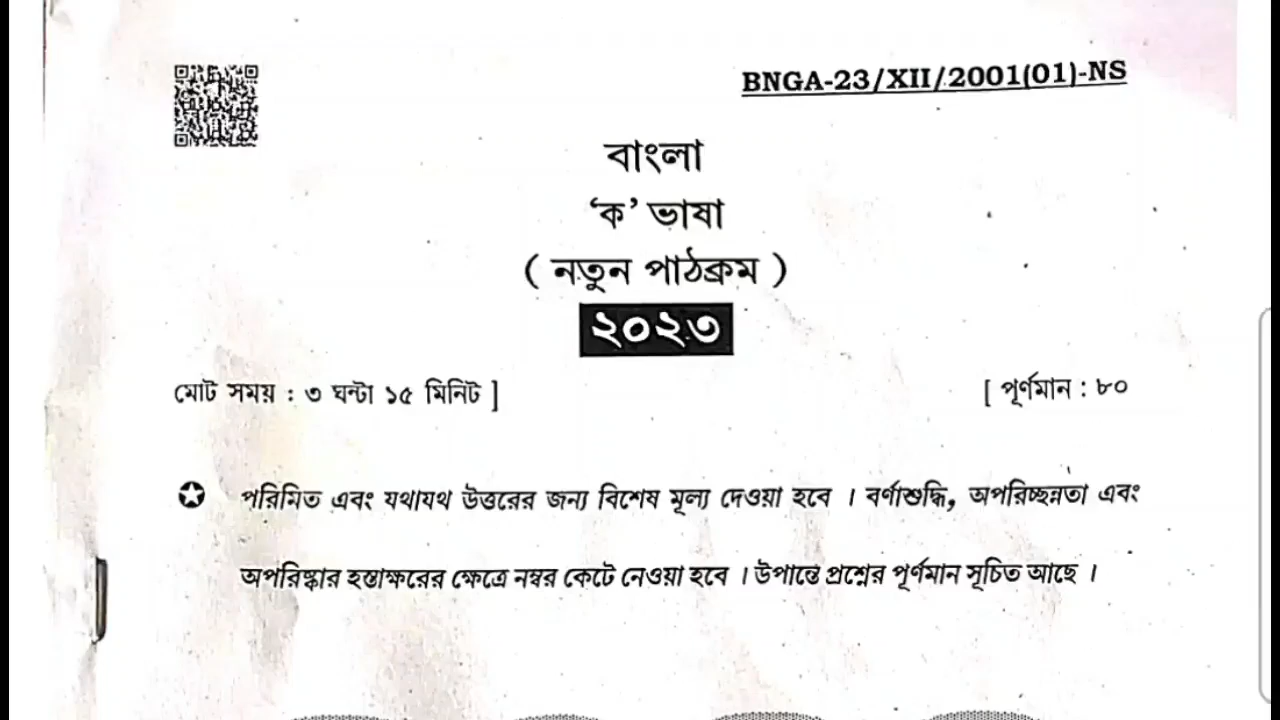 BNGA-23/XII/2001(01)-NS
বাংলা
‘ক’ ভাষা
( নতুন পাঠক্রম )
২০২৩
মোট সময় : ৩ ঘন্টা ১৫ মিনিট ]
[ পূর্ণমান : ৮০
পরিমিত এবং যথাযথ উত্তরের জন্য বিশেষ মূল্য দেওয়া হবে । বর্ণাশুদ্ধি, অপরিচ্ছন্নতা এবং
অপরিষ্কার হস্তাক্ষরের ক্ষেত্রে নম্বর কেটে নেওয়া হবে । উপান্তে প্রশ্নের পূর্ণমান সূচিত আছে ।